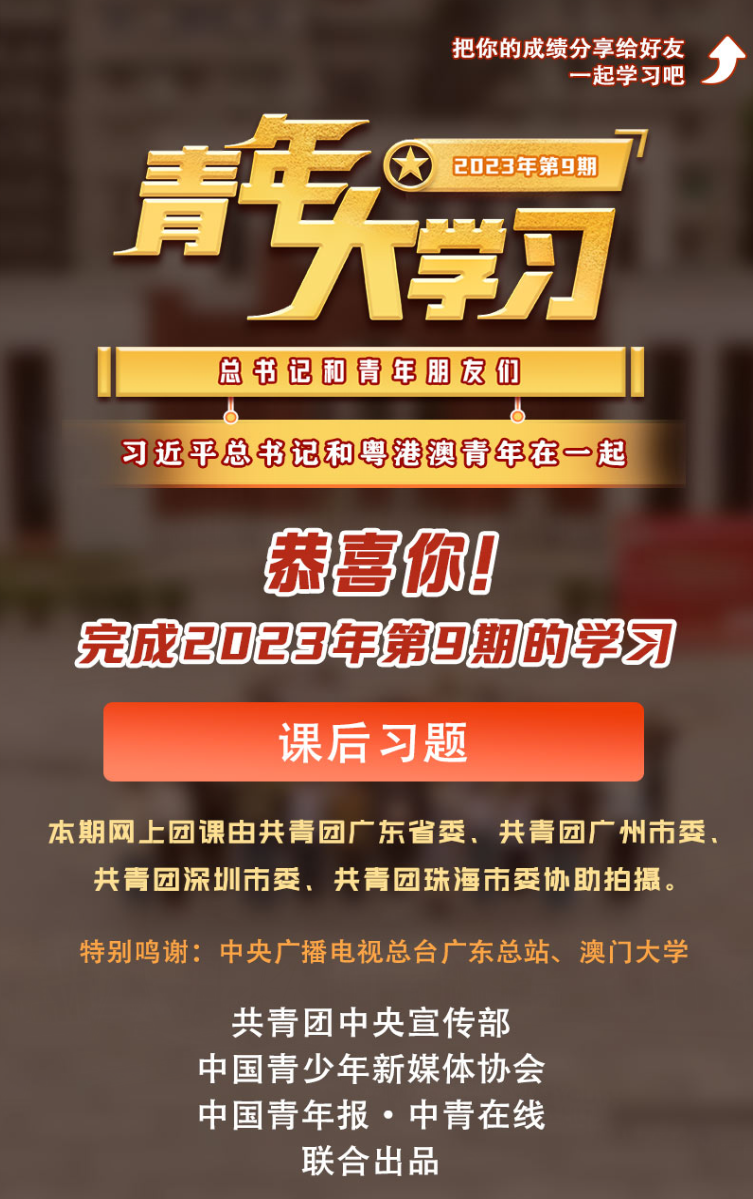 把你的成绩分享给好友
一起学习吧
青年大学习
2023年第9期
总书记和青年朋友们
习近平总书记和粤港澳青年在一起
恭喜你!
完成2023年第9期的学习
课后习题
本期网上团课由共青团广东省委、共青团广州市委、
共青团深圳市委、共青团珠海市委协助拍摄。
特别鸣谢：中央广播电视总台广东总站、澳门大学
共青团中央宣传部
中国青少年新媒体协会
中国青年报·中青在线
联合出品